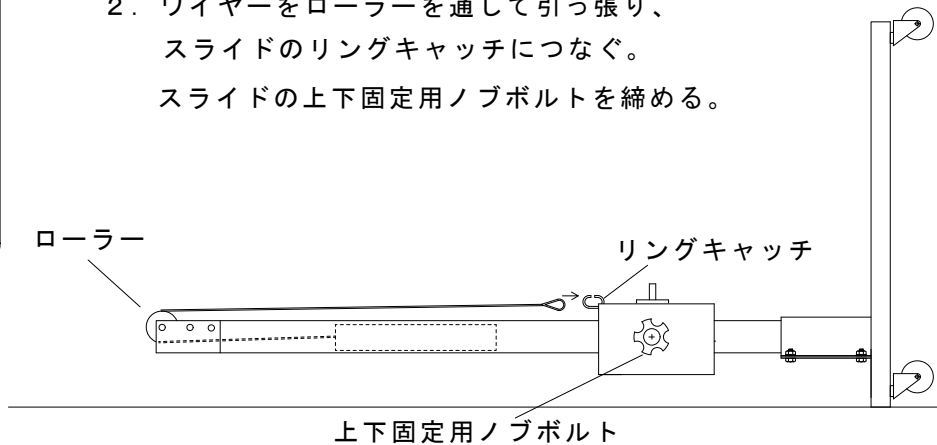 2. ワイヤーをローラーを通して引っ張り、
スライドのリングキャッチにつなぐ。
スライドの上下固定用ノブボルトを締める。
ローラー
リングキャッチ
上下固定用ノブボルト